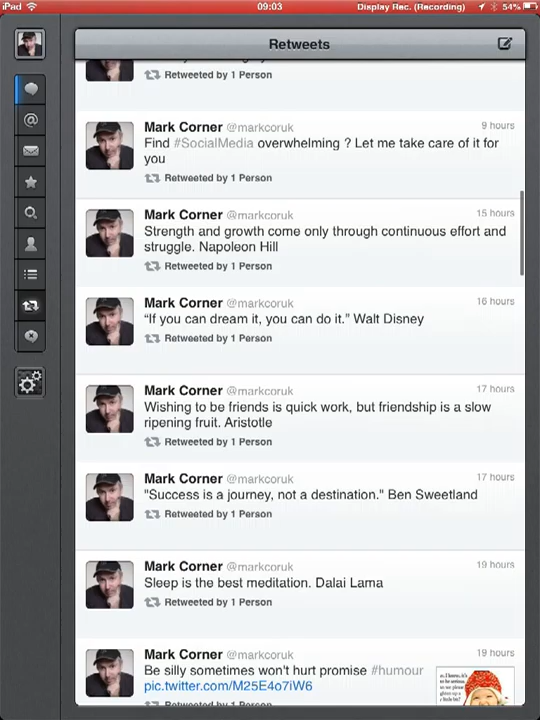 iPad 09:03 Display Rec. (Recording) 54%
Retweets
Retweeted by 1 Person
Mark Corner @markcoruk 9 hours
Find #SocialMedia overwhelming ? Let me take care of it for
you
Retweeted by 1 Person
Mark Corner @markcoruk 15 hours
Strength and growth come only through continuous effort and
struggle. Napoleon Hill
Retweeted by 1 Person
Mark Corner @markcoruk 16 hours
“If you can dream it, you can do it.” Walt Disney
Retweeted by 1 Person
Mark Corner @markcoruk 17 hours
Wishing to be friends is quick work, but friendship is a slow
ripening fruit. Aristotle
Retweeted by 1 Person
Mark Corner @markcoruk 17 hours
"Success is a journey, not a destination." Ben Sweetland
Retweeted by 1 Person
Mark Corner @markcoruk 19 hours
Sleep is the best meditation. Dalai Lama
Retweeted by 1 Person
Mark Corner @markcoruk 19 hours
Be silly sometimes won't hurt promise #humour
pic.twitter.com/M25E4o7iW6
Retweeted by 1 Person